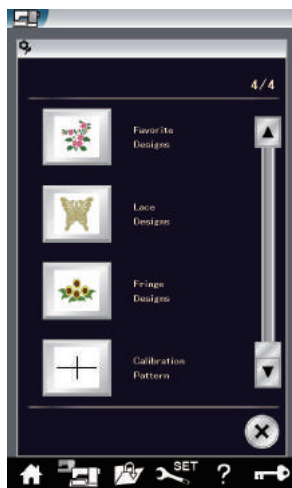 4/4
Favorite
Designs
Lace
Designs
Fringe
Designs
Calibration
Pattern
SET
?